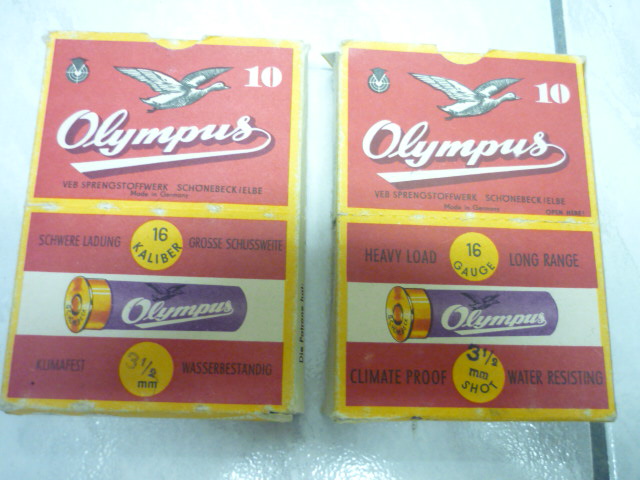 10
Olympus
VEB SPRENGSTOFFWERK SCHÖNEBECK/ELBE
Made in Germany
SCHWERE LADUNG
16
KALIBER
GROSSE SCHUSSWEITE
Olympus
KLIMAFEST
3 1/2
mm
WASSERBESTÄNDIG
10
Olympus
VEB SPRENGSTOFFWERK SCHÖNEBECK/ELBE
Made in Germany
(OPEN HERE)
HEAVY LOAD
16
GAUGE
LONG RANGE
Olympus
CLIMATE PROOF
3 1/2
mm
SHOT
WATER RESISTING